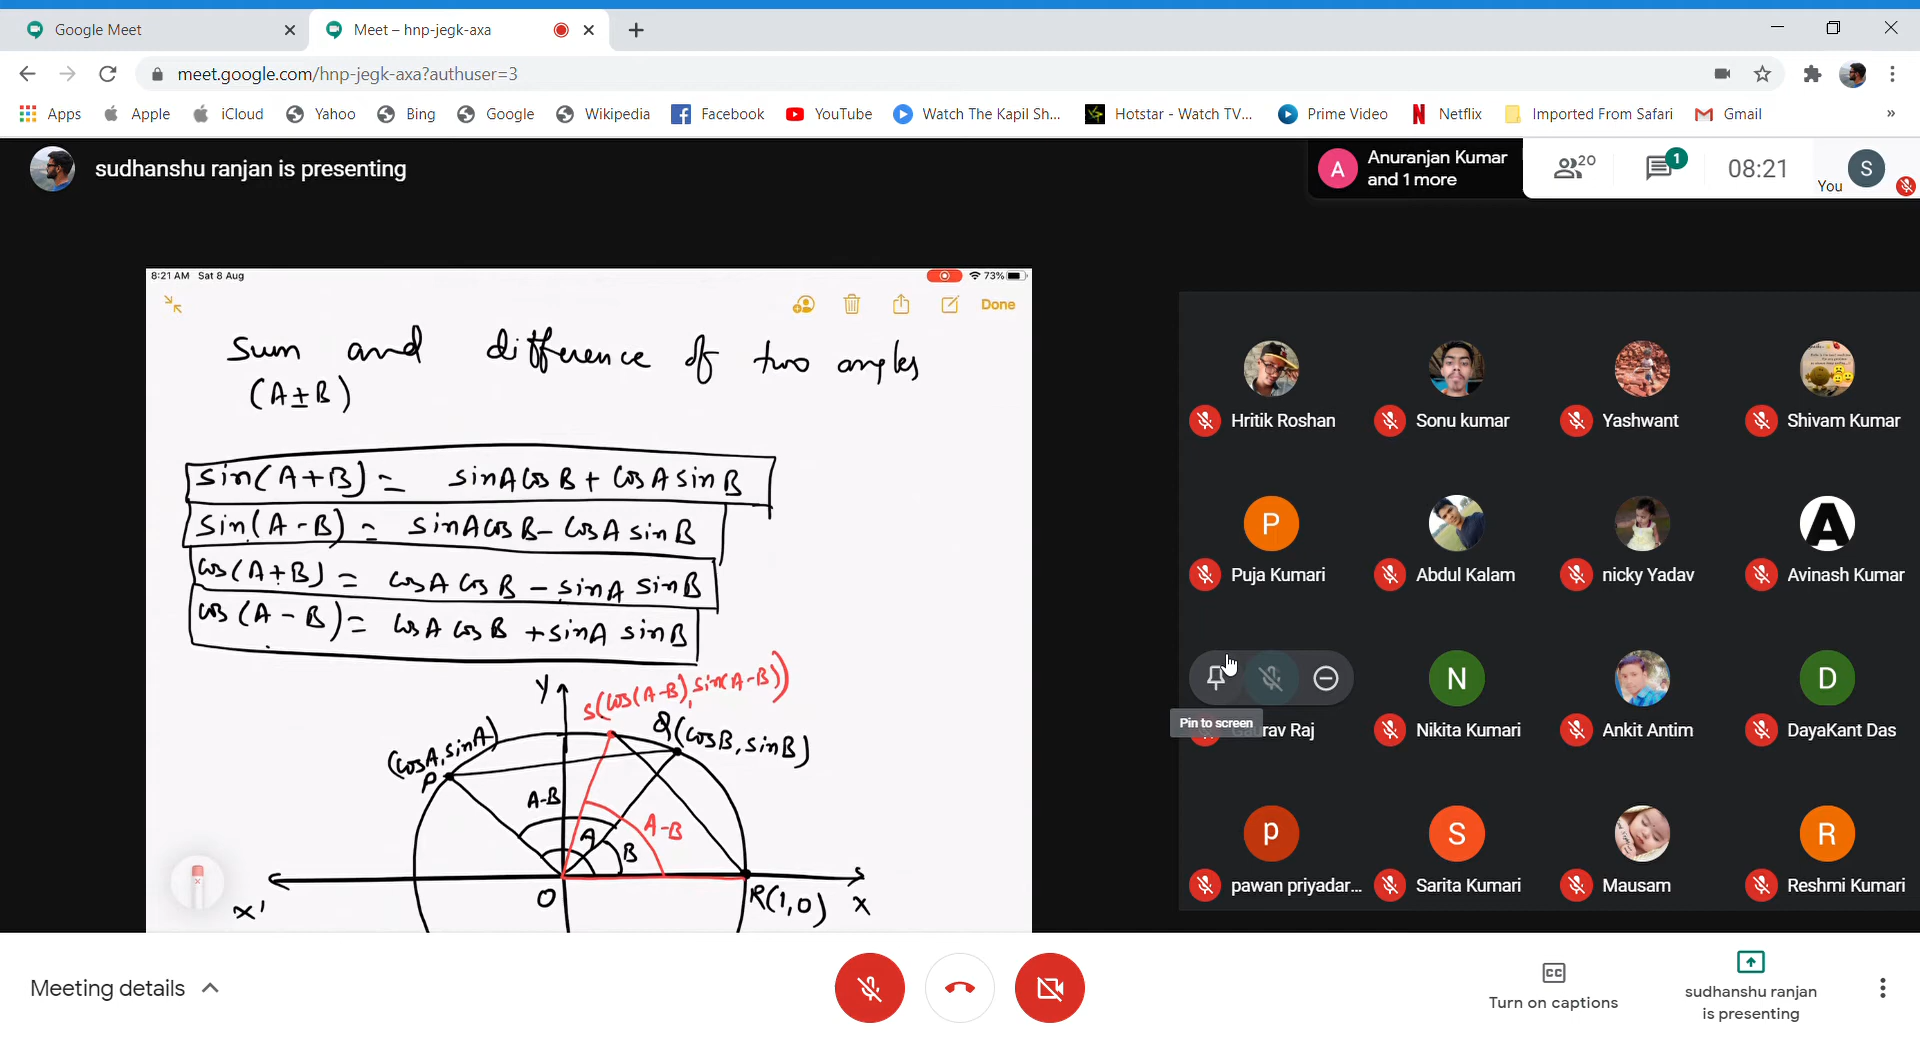 Google Meet
Meet – hnp-jegk-axa
meet.google.com/hnp-jegk-axa?authuser=3
Apps Apple iCloud Yahoo Bing Google Wikipedia Facebook YouTube Watch The Kapil Sh... Hotstar - Watch TV... Prime Video Netflix Imported From Safari Gmail »
sudhanshu ranjan is presenting
A Anuranjan Kumar and 1 more
20
1
08:21
You
S
8:21 AM Sat 8 Aug
73%
Done
Sum and difference of two angles
(A±B)
sin(A+B) = sinA cosB + cosA sinB
sin(A-B) = sinA cosB - cosA sinB
cos(A+B) = cosA cosB - sinA sinB
cos(A-B) = cosA cosB + sinA sinB
Y
S(cos(A-B), sin(A-B))
(cosA, sinA)
P
Q(cosB, sinB)
A-B
A
B
A-B
O
R(1,0)
X
X'
Hritik Roshan
Sonu kumar
Yashwant
Shivam Kumar
P
A
Puja Kumari
Abdul Kalam
nicky Yadav
Avinash Kumar
N
D
Pin to screen
Raj
Nikita Kumari
Ankit Antim
DayaKant Das
p
S
R
pawan priyadar...
Sarita Kumari
Mausam
Reshmi Kumari
Meeting details
Turn on captions
sudhanshu ranjan
is presenting